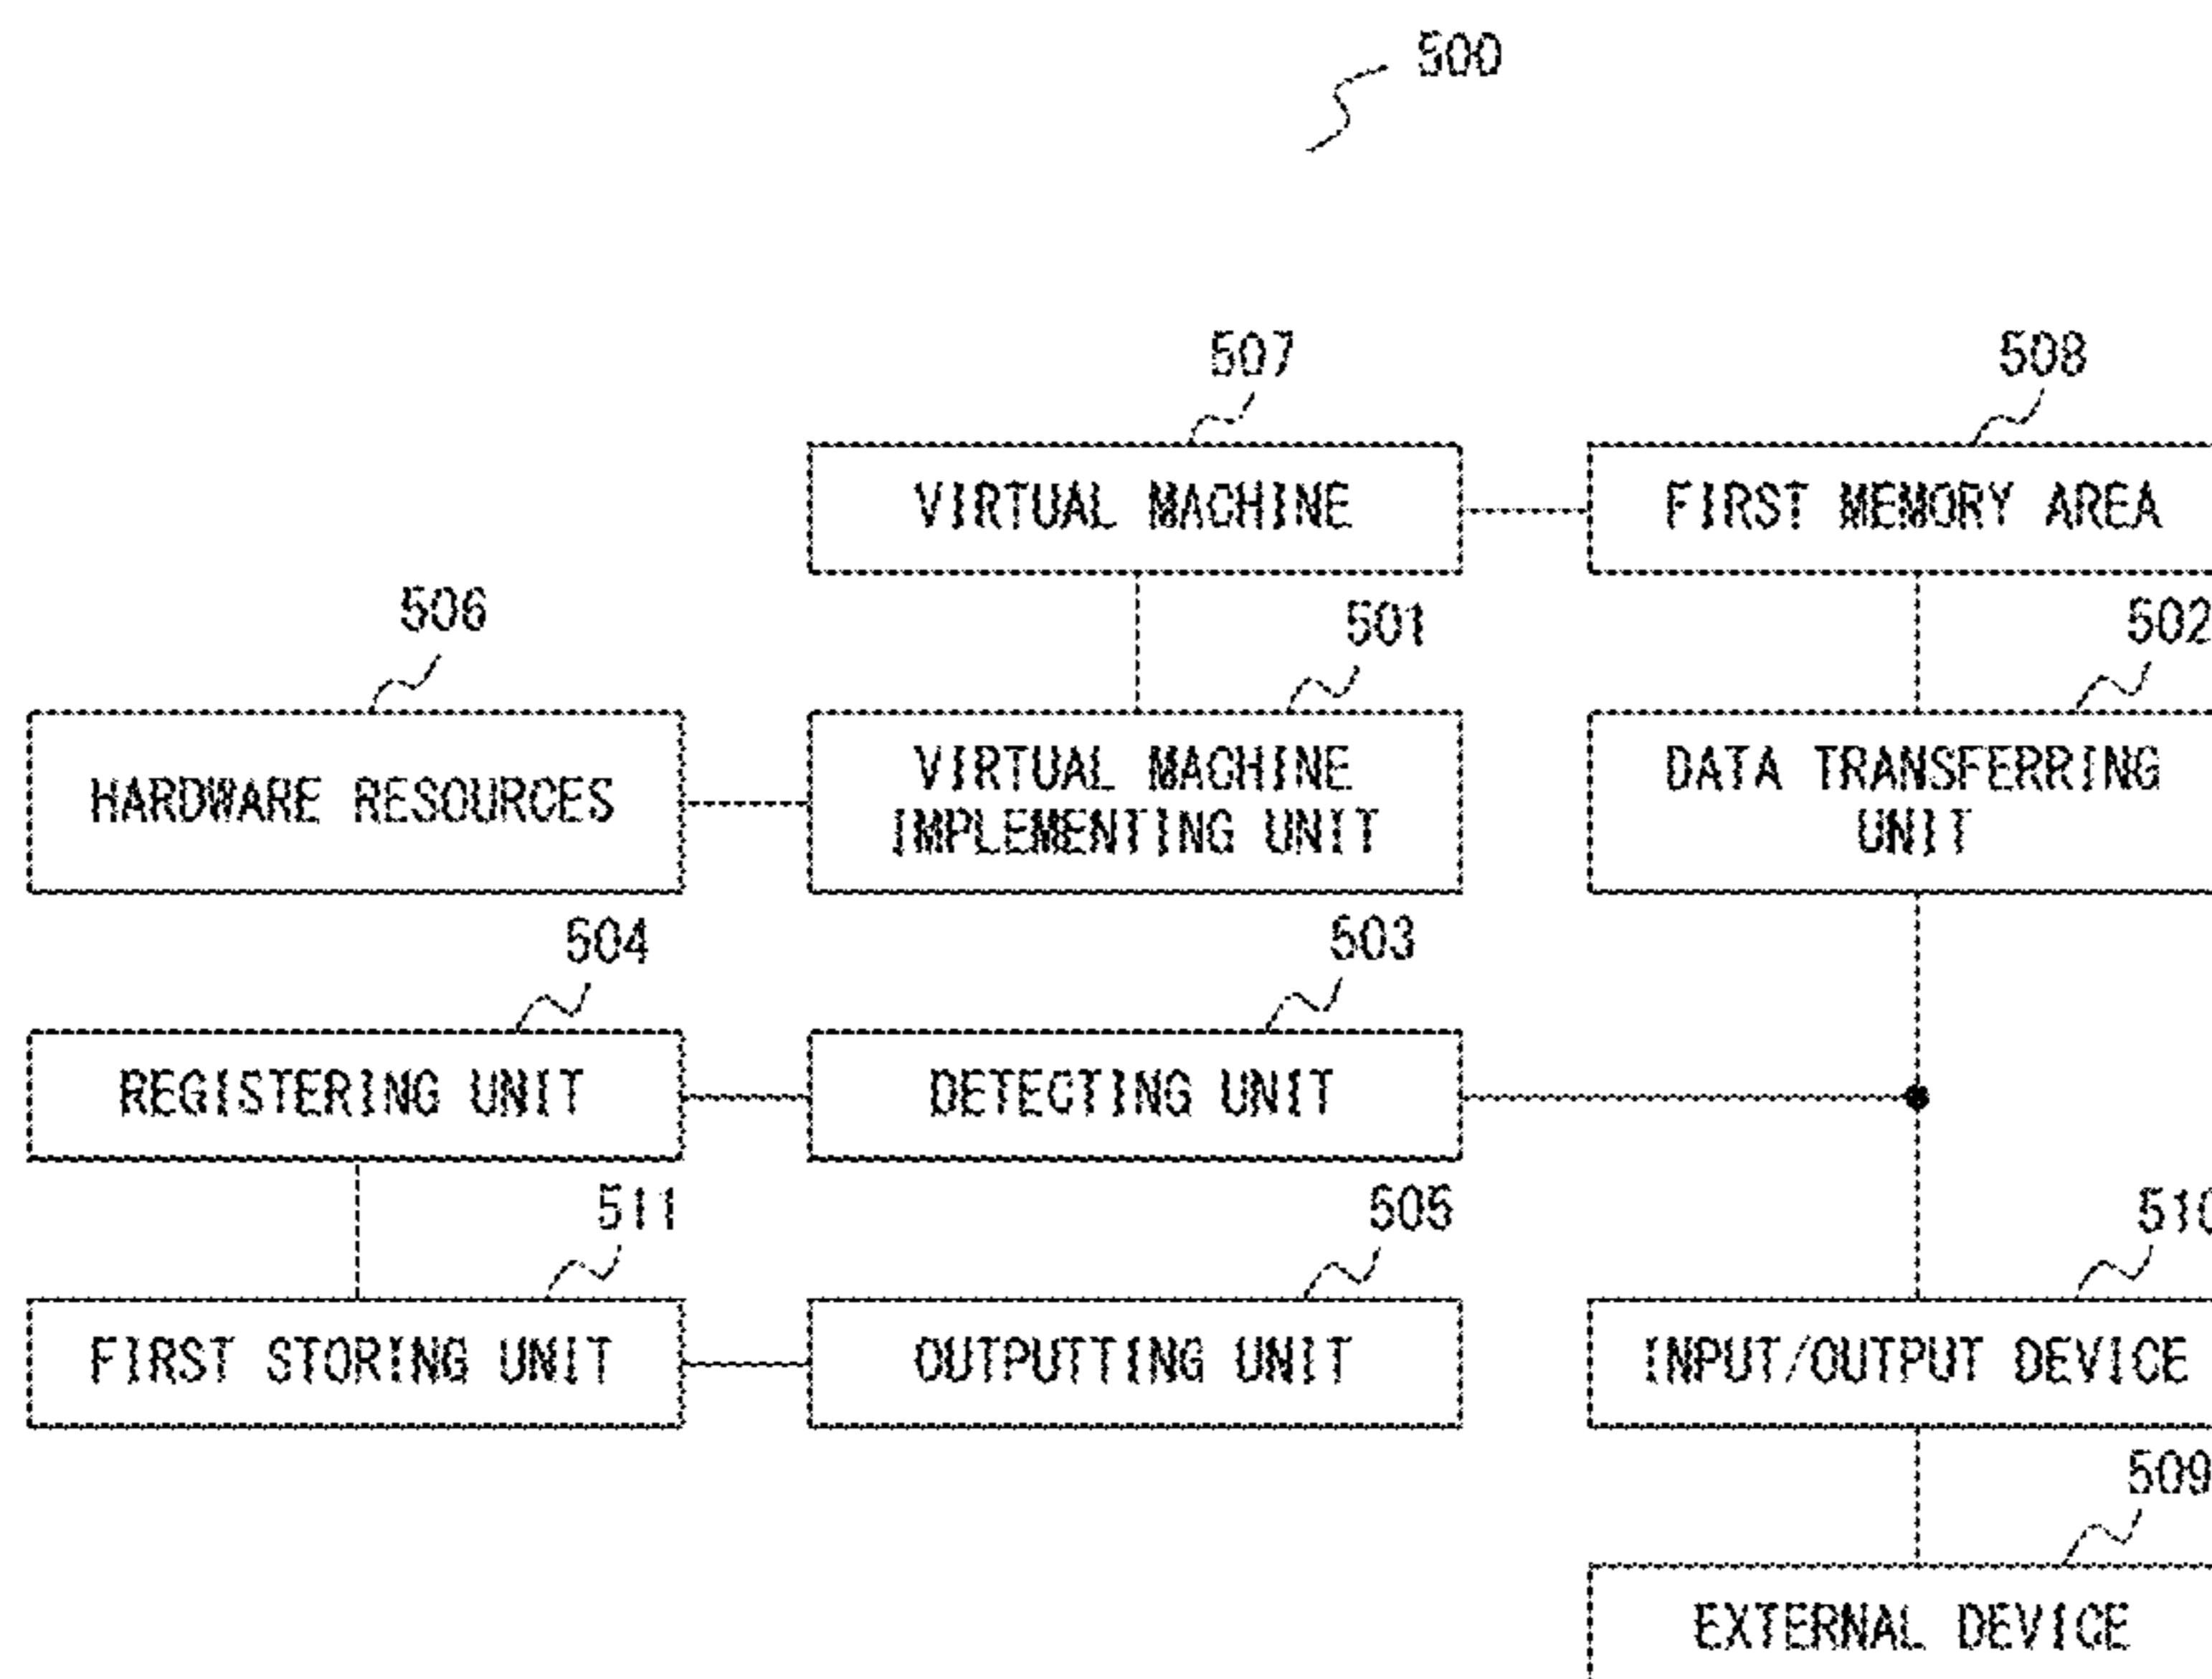 500
507
508
VIRTUAL MACHINE
FIRST MEMORY AREA
506
501
502
HARDWARE RESOURCES
VIRTUAL MACHINE
IMPLEMENTING UNIT
DATA TRANSFERRING
UNIT
504
503
REGISTERING UNIT
DETECTING UNIT
511
505
510
FIRST STORING UNIT
OUTPUTTING UNIT
INPUT/OUTPUT DEVICE
509
EXTERNAL DEVICE